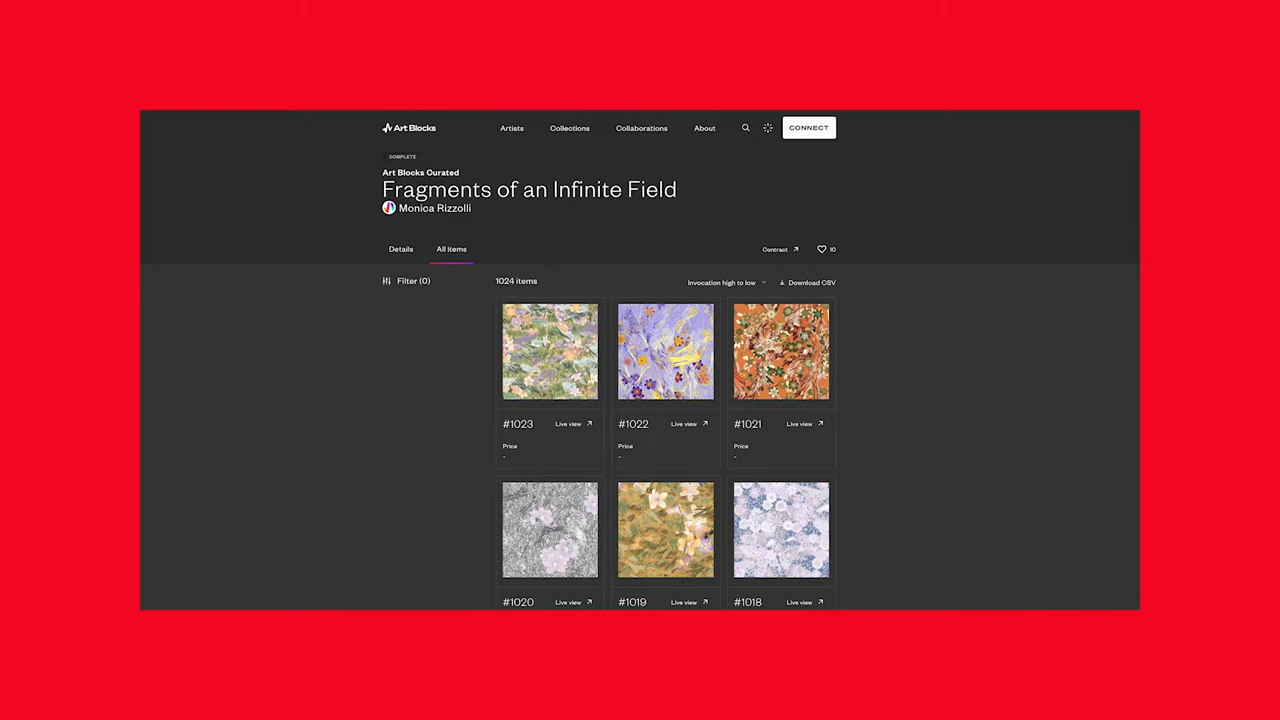 Art Blocks Artists Collections Collaborations About CONNECT
COMPLETE
Art Blocks Curated
Fragments of an Infinite Field
Monica Rizzolli
Details All items Contract 10
Filter (0) 1024 items Invocation high to low Download CSV
#1023 Live view #1022 Live view #1021 Live view
Price Price Price
- - -
#1020 Live view #1019 Live view #1018 Live view